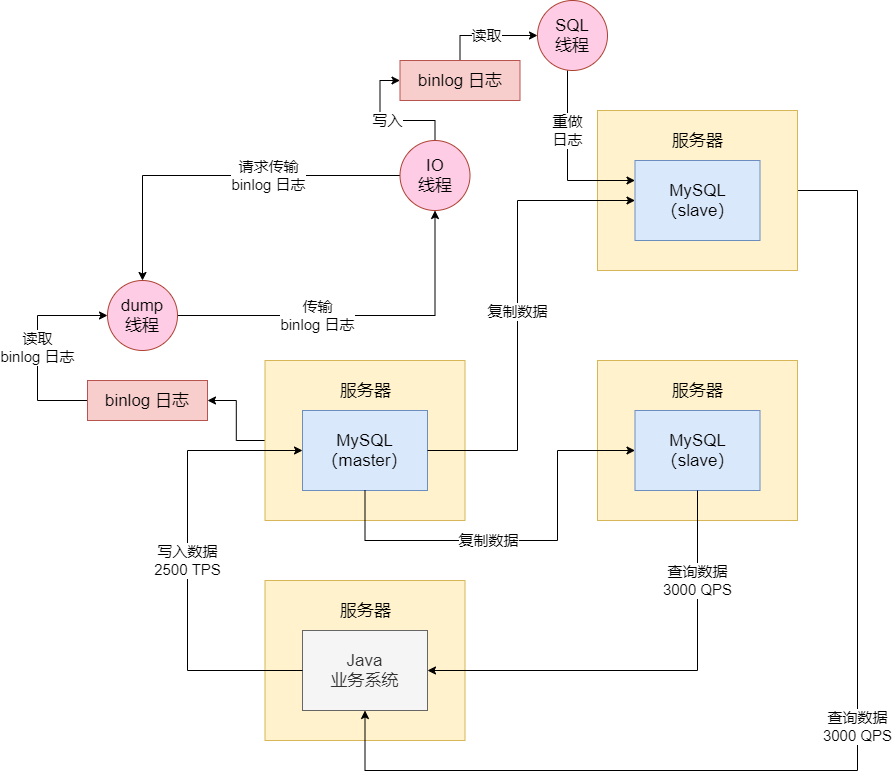 SQL
线程
读取
binlog 日志
写入
重做
日志
服务器
MySQL
（slave）
IO
线程
请求传输
binlog 日志
dump
线程
传输
binlog 日志
复制数据
读取
binlog 日志
binlog 日志
服务器
MySQL
（master）
服务器
MySQL
（slave）
复制数据
写入数据
2500 TPS
查询数据
3000 QPS
服务器
Java
业务系统
查询数据
3000 QPS